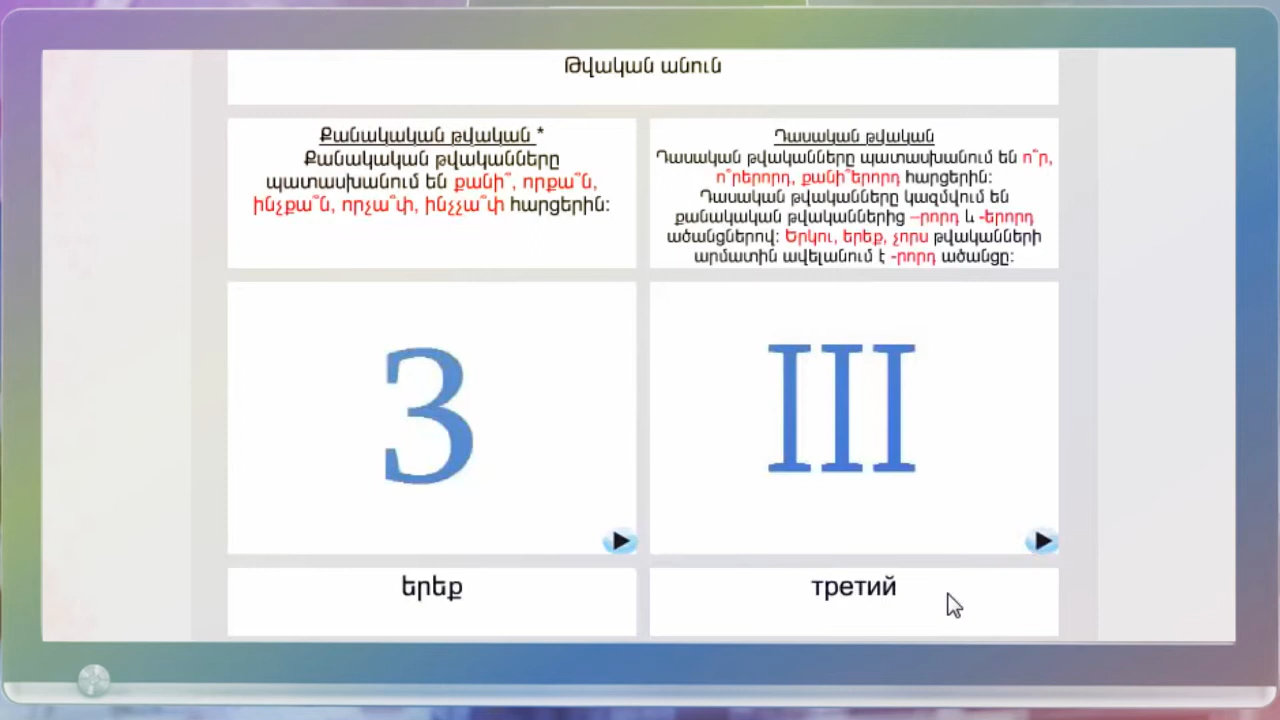 Թվական անուն
Քանակական թվական *
Քանակական թվականները
պատասխանում են քանի՞, որքա՞ն,
ինչքա՞ն, որչա՞փ, ինչչա՞փ հարցերին:
Դասական թվական
Դասական թվականները պատասխանում են ո՞ր,
ո՞րերորդ, քանի՞երորդ հարցերին:
Դասական թվականները կազմվում են
քանակական թվականներից –րորդ և -երորդ
ածանցներով: Երկու, երեք, չորս թվականների
արմատին ավելանում է -րորդ ածանցը:
3
III
երեք
третий